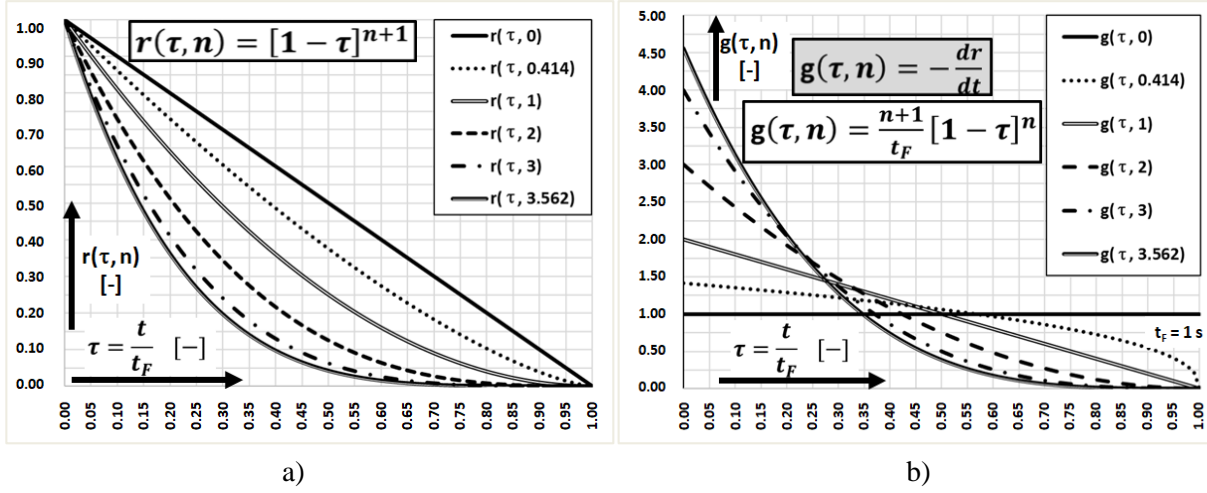 1.00
0.90
0.80
0.70
0.60
0.50
0.40
0.30
0.20
0.10
0.00
r(τ, n) = [1 − τ]ⁿ⁺¹
r(τ, 0)
r(τ, 0.414)
r(τ, 1)
r(τ, 2)
r(τ, 3)
r(τ, 3.562)
r(τ, n)
[-]
τ = t/t_F [−]
0.00 0.05 0.10 0.15 0.20 0.25 0.30 0.35 0.40 0.45 0.50 0.55 0.60 0.65 0.70 0.75 0.80 0.85 0.90 0.95 1.00
a)
5.00
4.50
4.00
3.50
3.00
2.50
2.00
1.50
1.00
0.50
0.00
g(τ, n)
[-]
g(τ, n) = − dr/dt
g(τ, n) = n+1/t_F [1 − τ]ⁿ
g(τ, 0)
g(τ, 0.414)
g(τ, 1)
g(τ, 2)
g(τ, 3)
g(τ, 3.562)
t_F = 1 s
τ = t/t_F [−]
0.00 0.05 0.10 0.15 0.20 0.25 0.30 0.35 0.40 0.45 0.50 0.55 0.60 0.65 0.70 0.75 0.80 0.85 0.90 0.95 1.00
b)